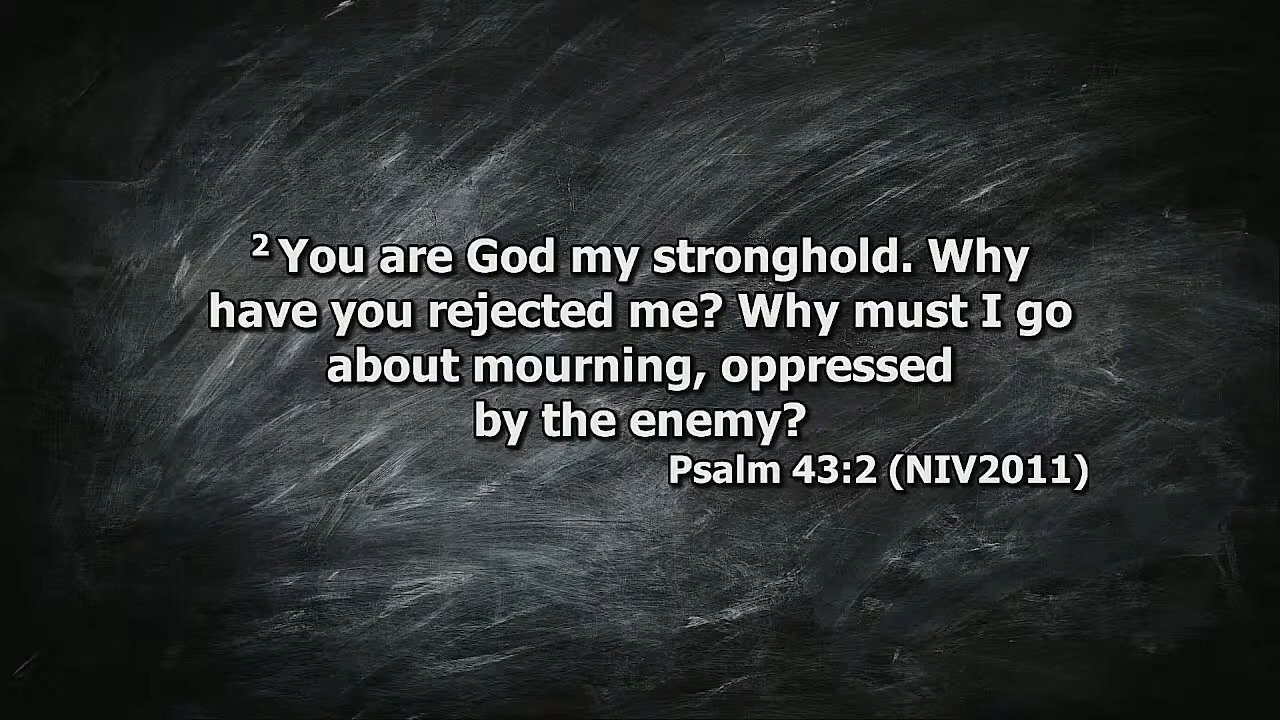 ² You are God my stronghold. Why
have you rejected me? Why must I go
about mourning, oppressed
by the enemy?
Psalm 43:2 (NIV2011)